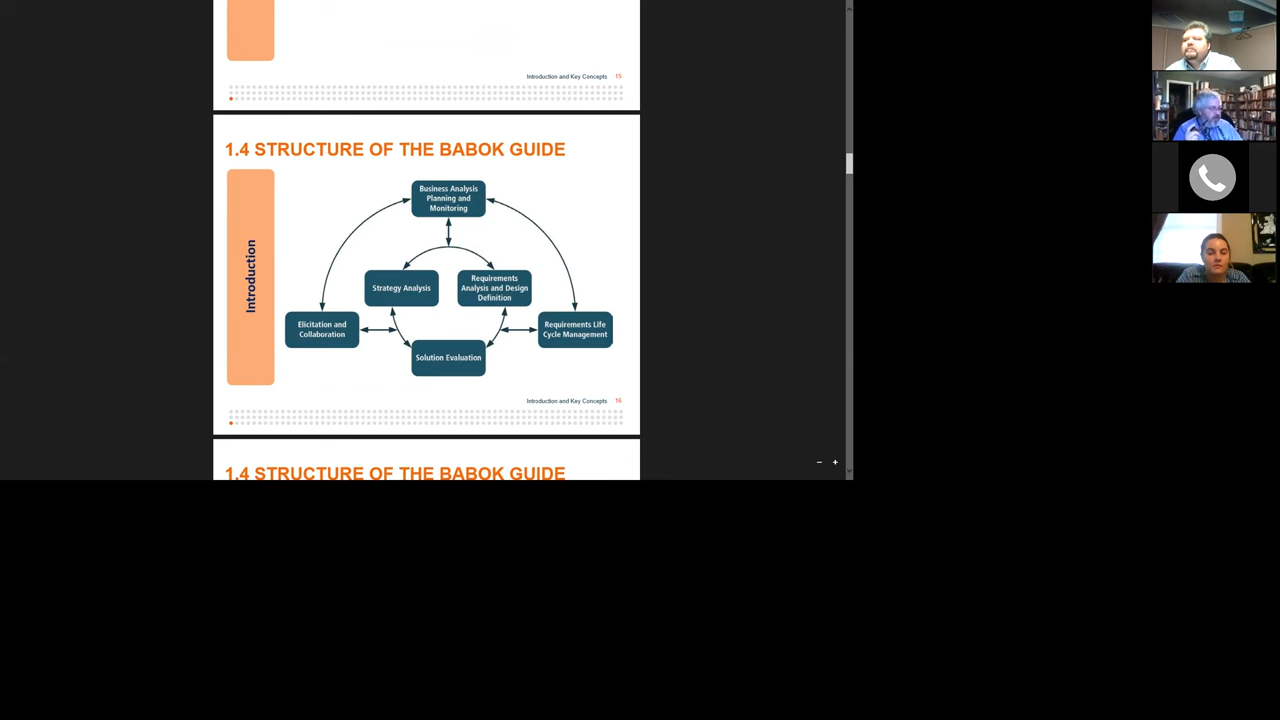 Introduction and Key Concepts 15
1.4 STRUCTURE OF THE BABOK GUIDE
Introduction
Business Analysis
Planning and
Monitoring
Strategy Analysis
Requirements
Analysis and Design
Definition
Elicitation and
Collaboration
Requirements Life
Cycle Management
Solution Evaluation
Introduction and Key Concepts 16
1.4 STRUCTURE OF THE BABOK GUIDE